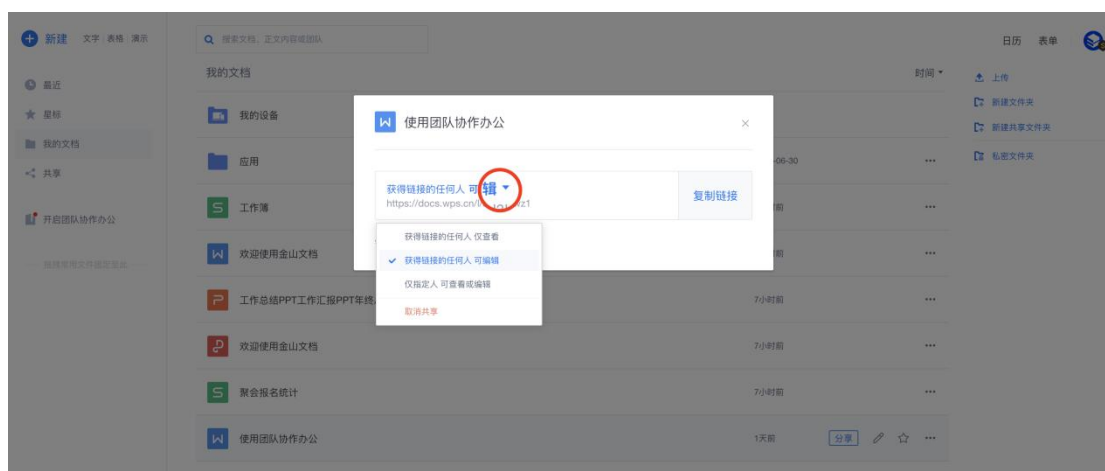 新建 文字 表格 演示
搜索文档、正文内容或团队
日历 表单
最近
星标
我的文档
共享
开启团队协作办公
我的文档 时间
我的设备
应用 06-30
工作簿
欢迎使用金山文档
工作总结PPT工作汇报PPT年终 7小时前
欢迎使用金山文档 7小时前
聚会报名统计 7小时前
使用团队协作办公 1天前 分享
上传
新建文件夹
新建共享文件夹
私密文件夹
使用团队协作办公
获得链接的任何人 可 辑
https://docs.wps.cn/l/
复制链接
获得链接的任何人 仅查看
获得链接的任何人 可编辑
仅指定人 可查看或编辑
取消共享